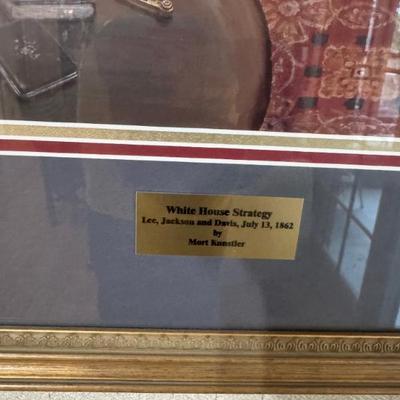 White House Strategy
Lee, Jackson and Davis, July 13, 1862
by
Mort Kunstler